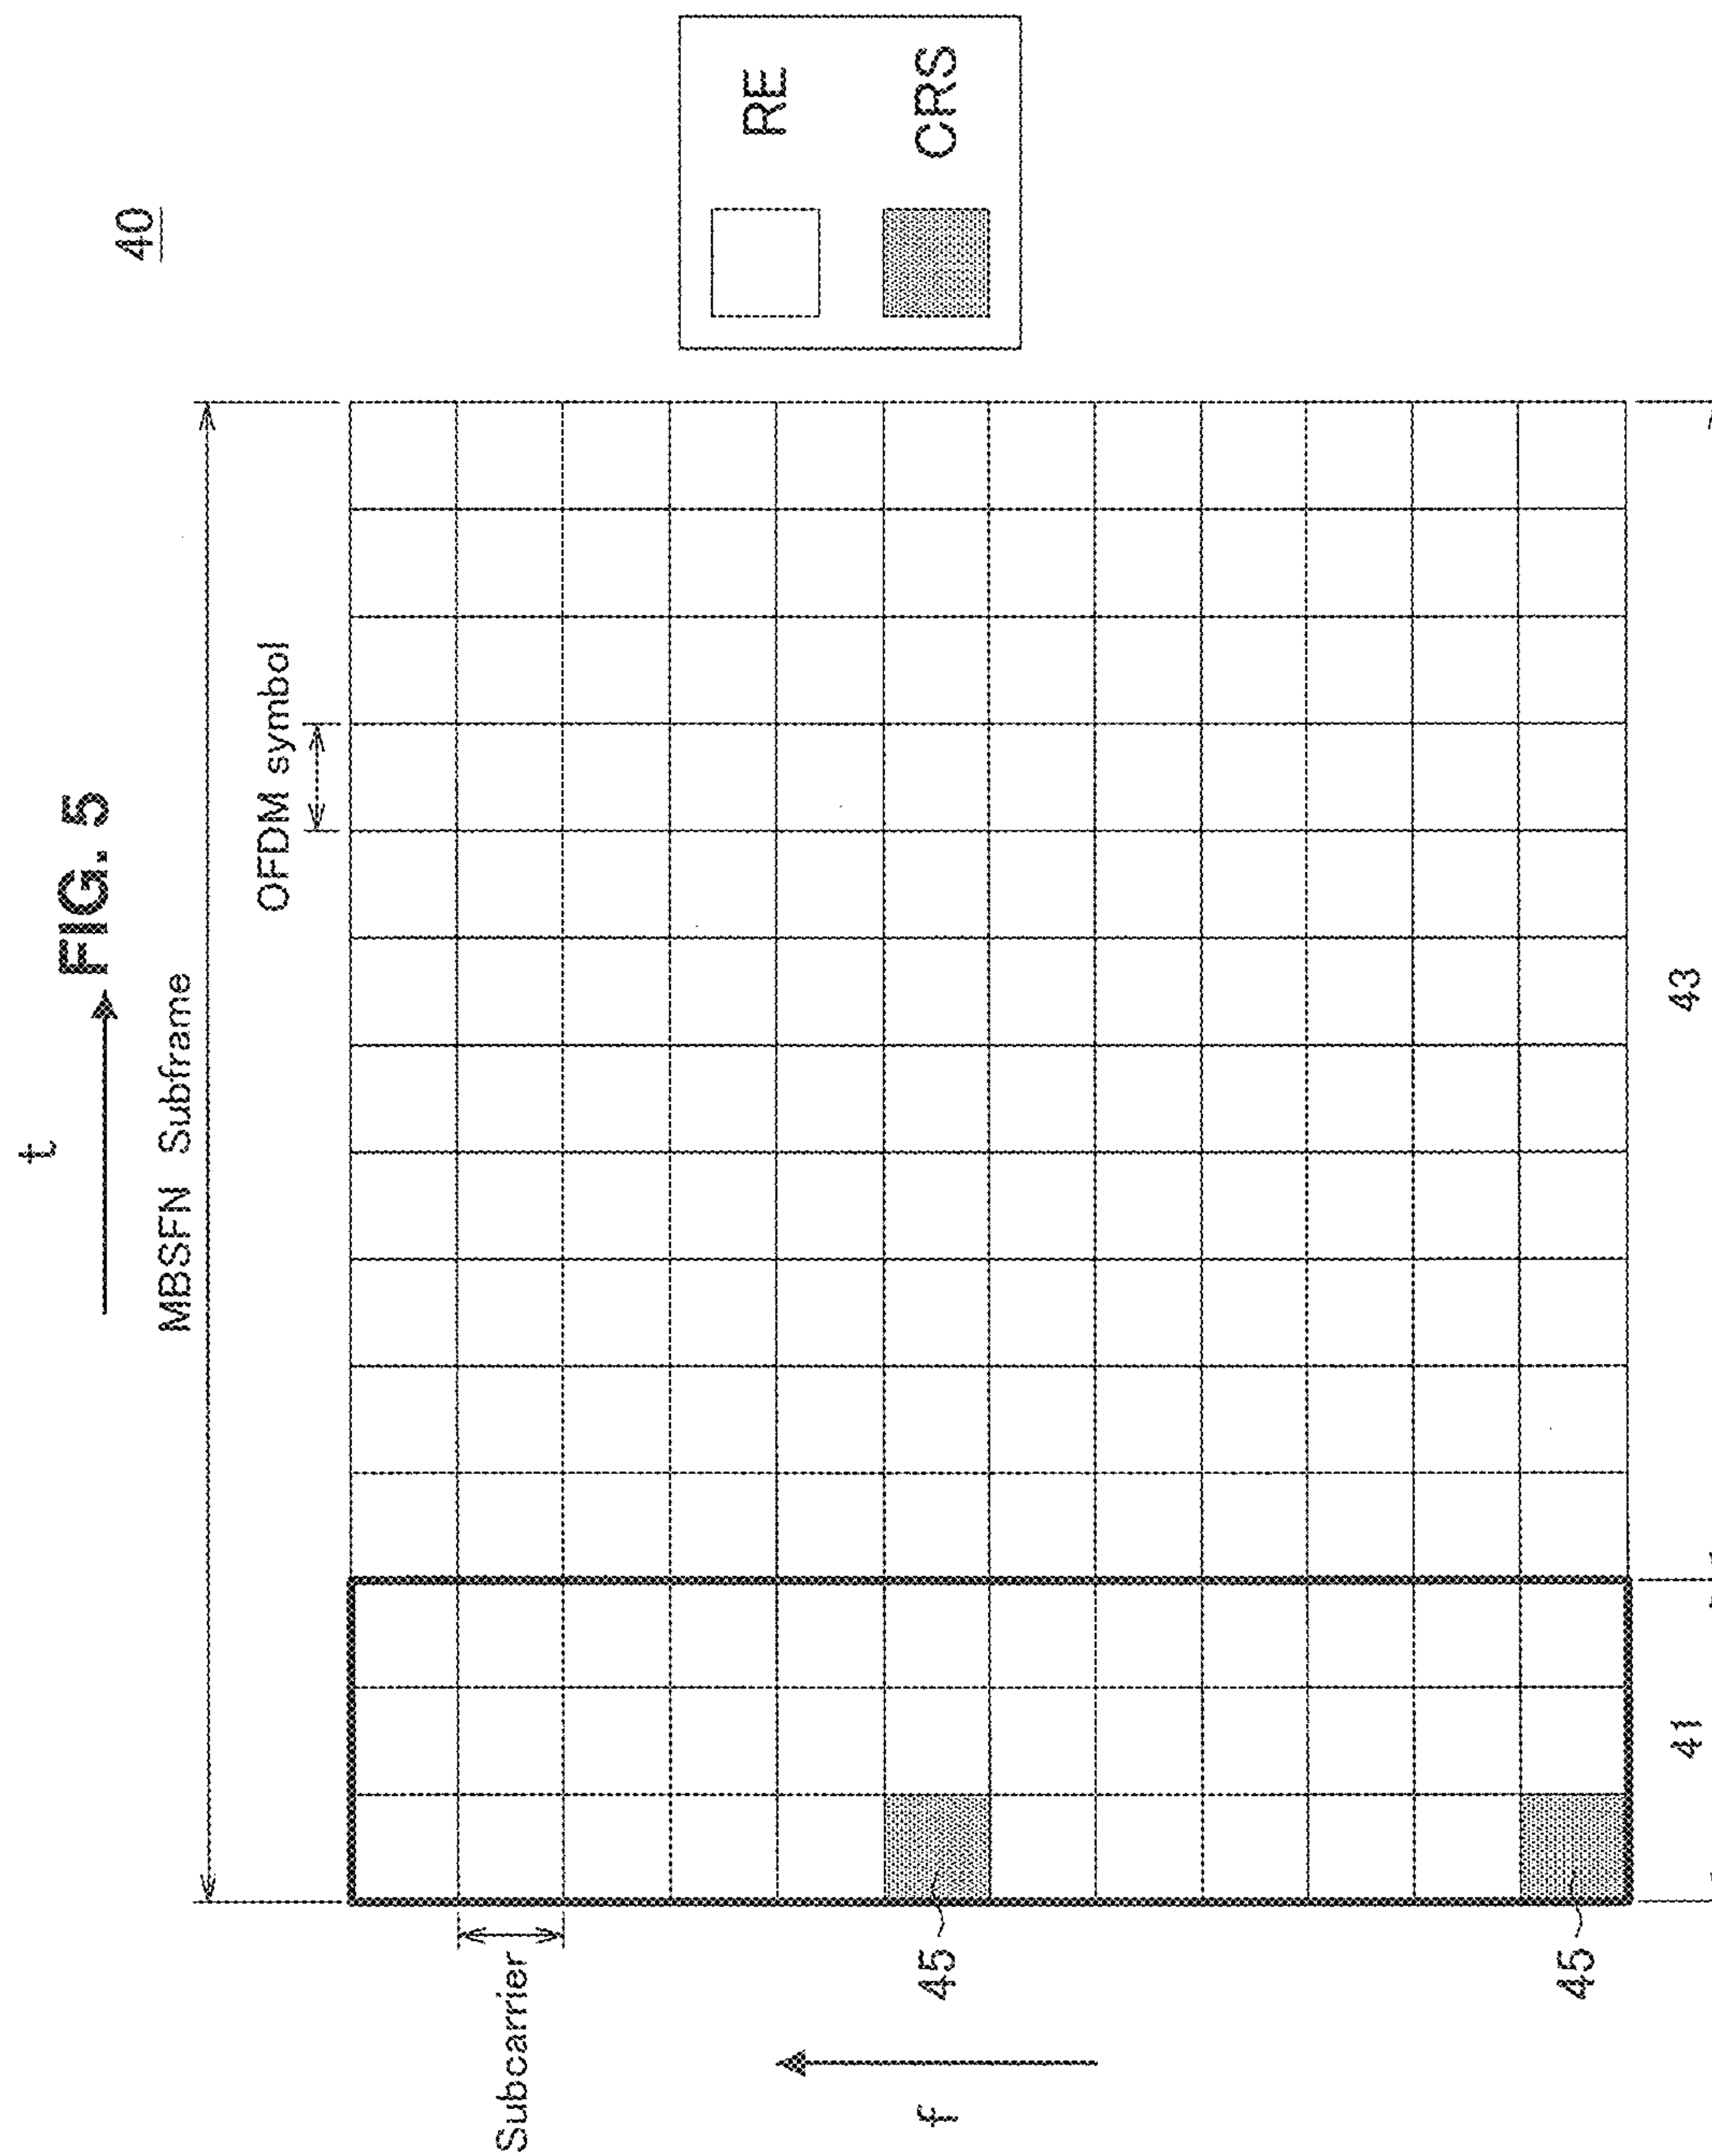 FIG. 5
40
t
MBSFN Subframe
OFDM symbol
Subcarrier
f
45
45
41
43
RE
CRS